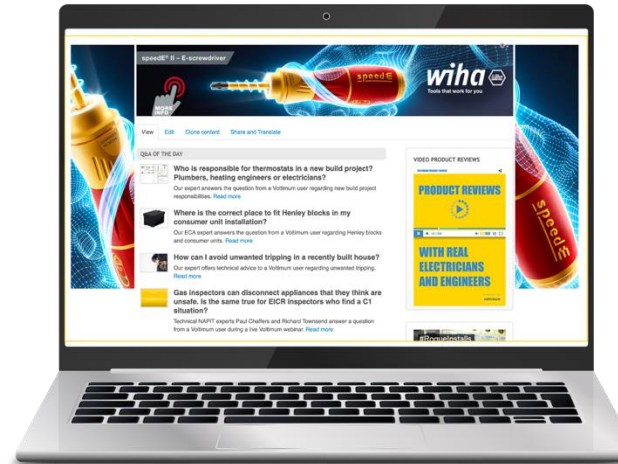 speedE® II – E-screwdriver
wiha
Tools that work for you
MORE
INFO
speedE
View Edit Clone content Share and Translate
Q&A OF THE DAY
Who is responsible for thermostats in a new build project?
Plumbers, heating engineers or electricians?
Our expert answers the question from a Voltimum user regarding new build project
responsibilities. Read more
Where is the correct place to fit Henley blocks in my
consumer unit installation?
Our ECA expert answers the question from a Voltimum user regarding Henley blocks
and consumer units. Read more
How can I avoid unwanted tripping in a recently built house?
Our expert offers technical advice to a Voltimum user regarding unwanted tripping.
Read more
Gas inspectors can disconnect appliances that they think are
unsafe. Is the same true for EICR inspectors who find a C1
situation?
Technical NAPIT experts Paul Chaffers and Richard Townsend answer a question
from a Voltimum user during a live Voltimum webinar. Read more
VIDEO PRODUCT REVIEWS
PRODUCT REVIEWS
WITH REAL
ELECTRICIANS
AND ENGINEERS
#RogueInstalls
speedE